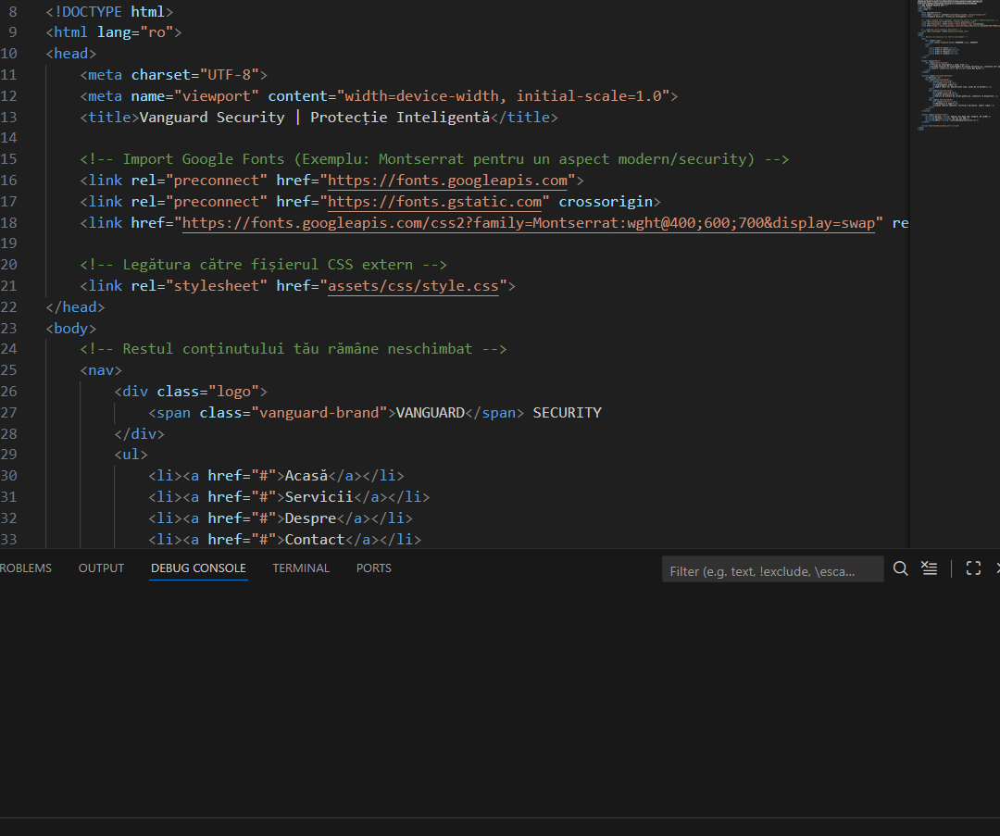 8 <!DOCTYPE html>
9 <html lang="ro">
10 <head>
11 <meta charset="UTF-8">
12 <meta name="viewport" content="width=device-width, initial-scale=1.0">
13 <title>Vanguard Security | Protecție Inteligentă</title>
14
15 <!-- Import Google Fonts (Exemplu: Montserrat pentru un aspect modern/security) -->
16 <link rel="preconnect" href="https://fonts.googleapis.com">
17 <link rel="preconnect" href="https://fonts.gstatic.com" crossorigin>
18 <link href="https://fonts.googleapis.com/css2?family=Montserrat:wght@400;600;700&display=swap" re
19
20 <!-- Legătura către fișierul CSS extern -->
21 <link rel="stylesheet" href="assets/css/style.css">
22 </head>
23 <body>
24 <!-- Restul conținutului tău rămâne neschimbat -->
25 <nav>
26 <div class="logo">
27 <span class="vanguard-brand">VANGUARD</span> SECURITY
28 </div>
29 <ul>
30 <li><a href="#">Acasă</a></li>
31 <li><a href="#">Servicii</a></li>
32 <li><a href="#">Despre</a></li>
33 <li><a href="#">Contact</a></li>
ROBLEMS OUTPUT DEBUG CONSOLE TERMINAL PORTS Filter (e.g. text, !exclude, \esca...